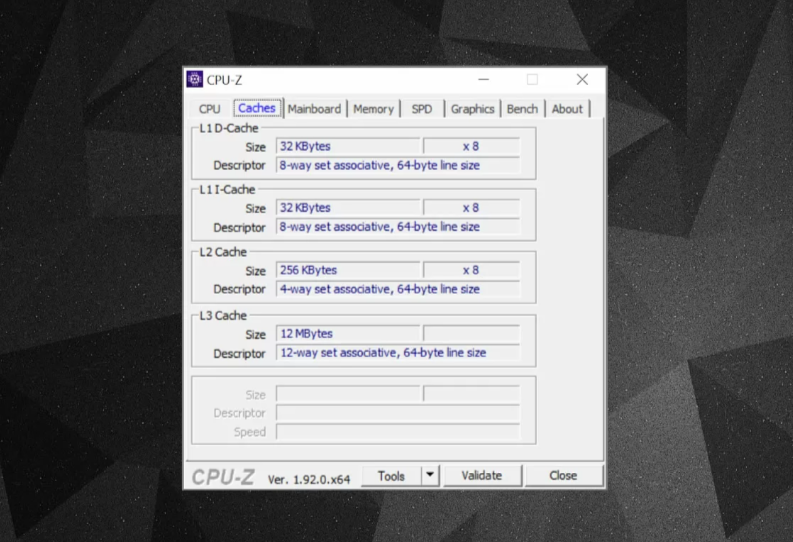 CPU-Z
CPU Caches Mainboard Memory SPD Graphics Bench About
L1 D-Cache
Size 32 KBytes x 8
Descriptor 8-way set associative, 64-byte line size
L1 I-Cache
Size 32 KBytes x 8
Descriptor 8-way set associative, 64-byte line size
L2 Cache
Size 256 KBytes x 8
Descriptor 4-way set associative, 64-byte line size
L3 Cache
Size 12 MBytes
Descriptor 12-way set associative, 64-byte line size
Size
Descriptor
Speed
CPU-Z Ver. 1.92.0.x64 Tools Validate Close